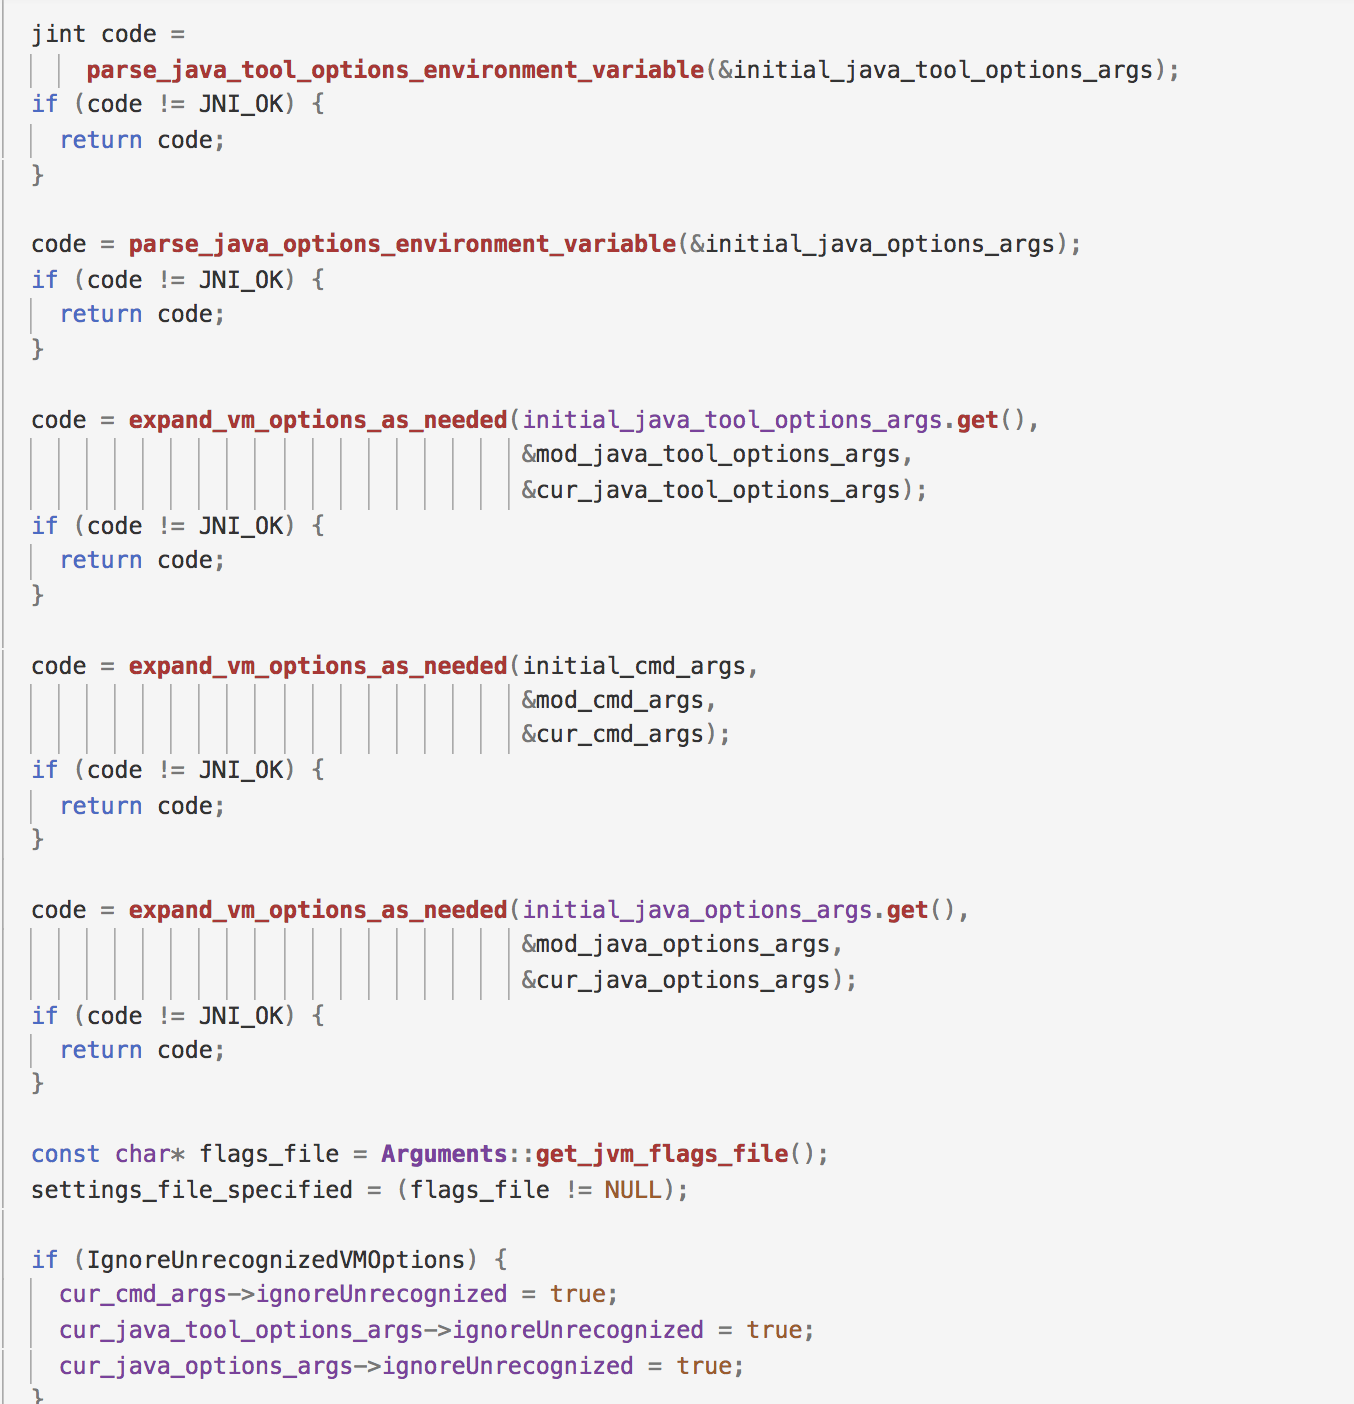 jint code =
parse_java_tool_options_environment_variable(&initial_java_tool_options_args);
if (code != JNI_OK) {
return code;
}
code = parse_java_options_environment_variable(&initial_java_options_args);
if (code != JNI_OK) {
return code;
}
code = expand_vm_options_as_needed(initial_java_tool_options_args.get(),
&mod_java_tool_options_args,
&cur_java_tool_options_args);
if (code != JNI_OK) {
return code;
}
code = expand_vm_options_as_needed(initial_cmd_args,
&mod_cmd_args,
&cur_cmd_args);
if (code != JNI_OK) {
return code;
}
code = expand_vm_options_as_needed(initial_java_options_args.get(),
&mod_java_options_args,
&cur_java_options_args);
if (code != JNI_OK) {
return code;
}
const char* flags_file = Arguments::get_jvm_flags_file();
settings_file_specified = (flags_file != NULL);
if (IgnoreUnrecognizedVMOptions) {
cur_cmd_args->ignoreUnrecognized = true;
cur_java_tool_options_args->ignoreUnrecognized = true;
cur_java_options_args->ignoreUnrecognized = true;
}